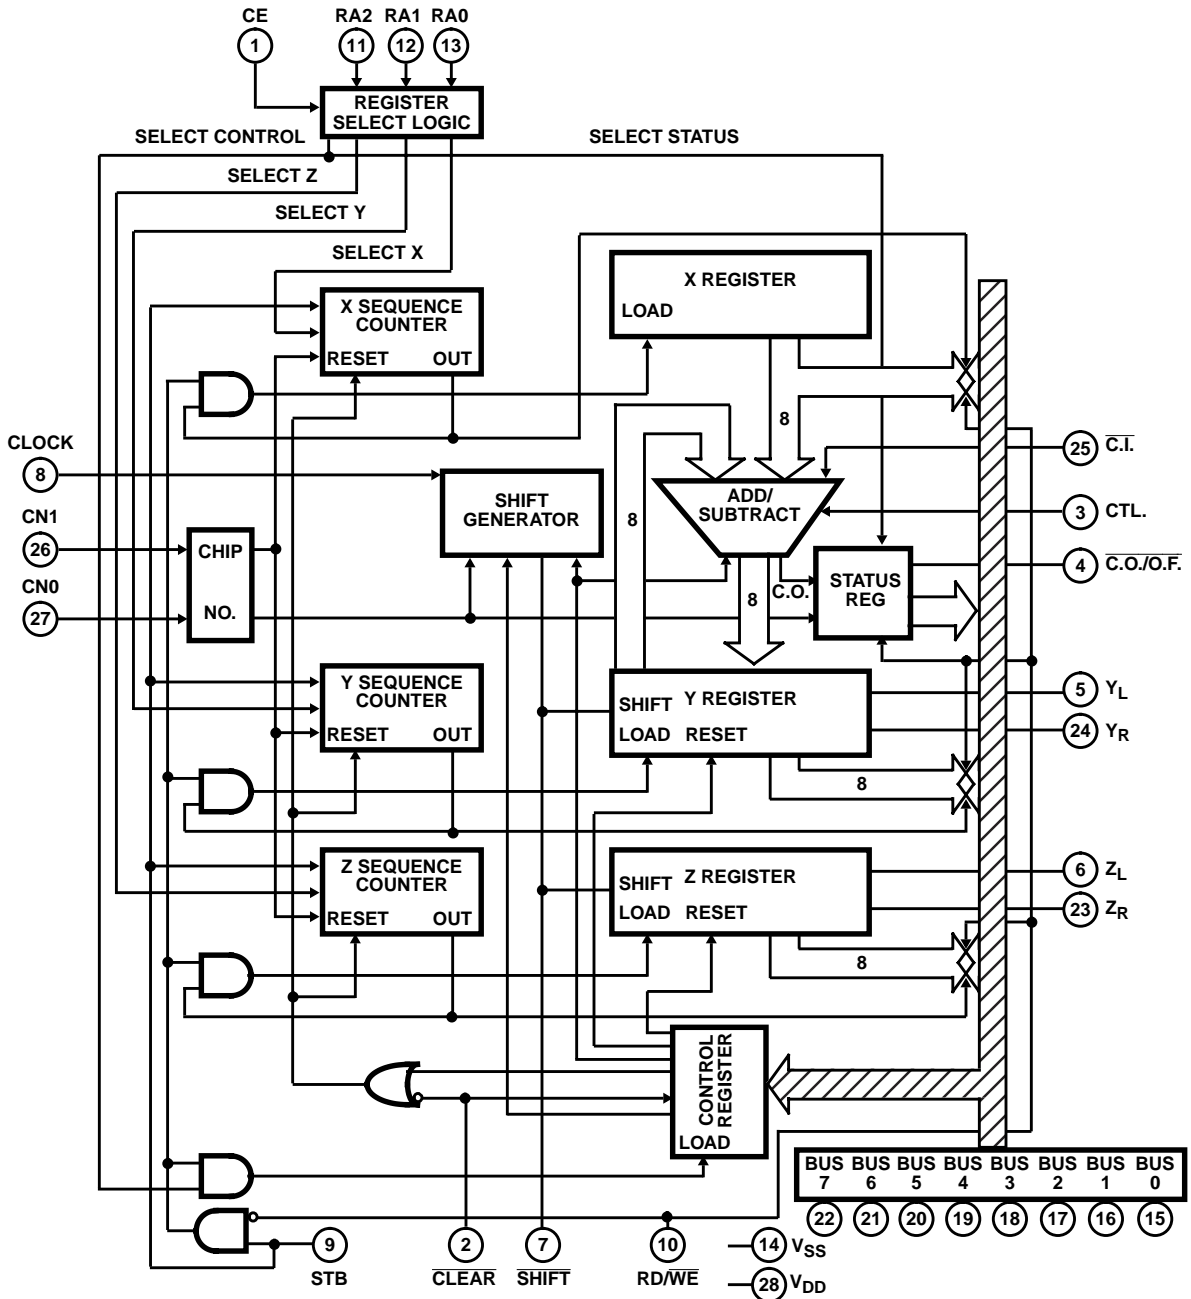 CE RA2 RA1 RA0
1 11 12 13
REGISTER
SELECT LOGIC
SELECT CONTROL SELECT STATUS
SELECT Z
SELECT Y
SELECT X
X REGISTER
LOAD
X SEQUENCE
COUNTER
RESET OUT
8
CLOCK
8
C.I.
25
SHIFT
GENERATOR
ADD/
SUBTRACT
8
3 CTL.
CN1
26
CHIP
NO.
CN0
27
4 C.O./O.F.
C.O.
STATUS
REG
8
Y SEQUENCE
COUNTER
RESET OUT
SHIFT Y REGISTER
LOAD RESET
5 YL
24 YR
8
Z SEQUENCE
COUNTER
RESET OUT
SHIFT Z REGISTER
LOAD RESET
6 ZL
23 ZR
8
CONTROL
REGISTER
LOAD
BUS BUS BUS BUS BUS BUS BUS BUS
7 6 5 4 3 2 1 0
22 21 20 19 18 17 16 15
9 2 7 10
STB CLEAR SHIFT RD/WE
14 VSS
28 VDD